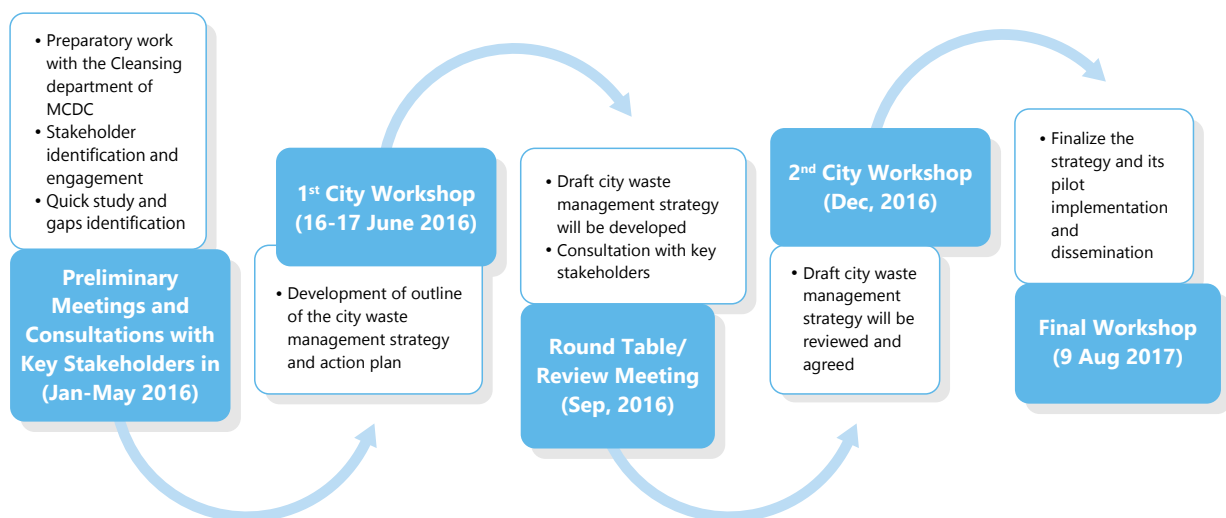 • Preparatory work
with the Cleansing
department of
MCDC
• Stakeholder
identification and
engagement
• Quick study and
gaps identification
Preliminary
Meetings and
Consultations with
Key Stakeholders in
(Jan-May 2016)
1st City Workshop
(16-17 June 2016)
• Development of outline
of the city waste
management strategy
and action plan
• Draft city waste
management strategy
will be developed
• Consultation with key
stakeholders
Round Table/
Review Meeting
(Sep, 2016)
2nd City Workshop
(Dec, 2016)
• Draft city waste
management
strategy will be
reviewed and
agreed
• Finalize the
strategy and its
pilot
implementation
and
dissemination
Final Workshop
(9 Aug 2017)